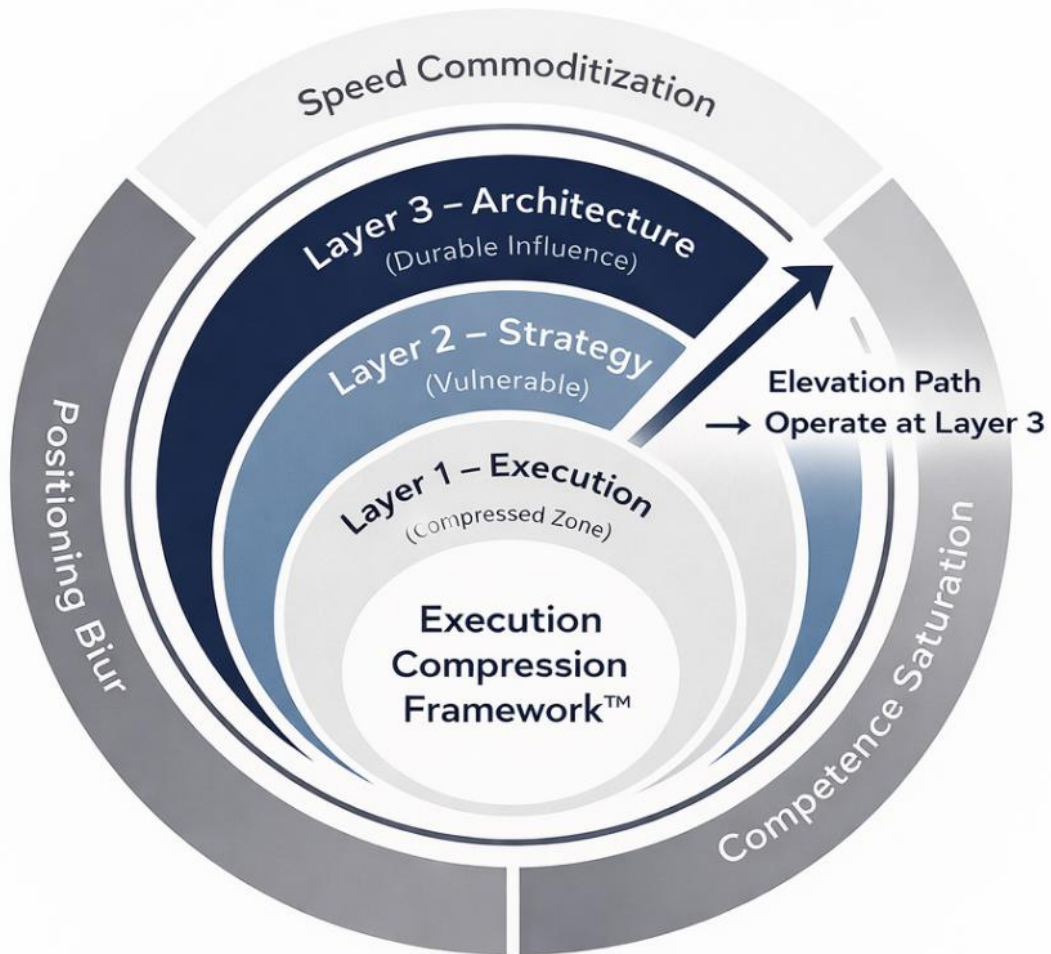 Speed Commoditization
Layer 3 – Architecture
(Durable Influence)
Layer 2 – Strategy
(Vulnerable)
Elevation Path
→ Operate at Layer 3
Layer 1 – Execution
(Compressed Zone)
Execution
Compression
Framework™
Positioning Biur
Competence Saturation